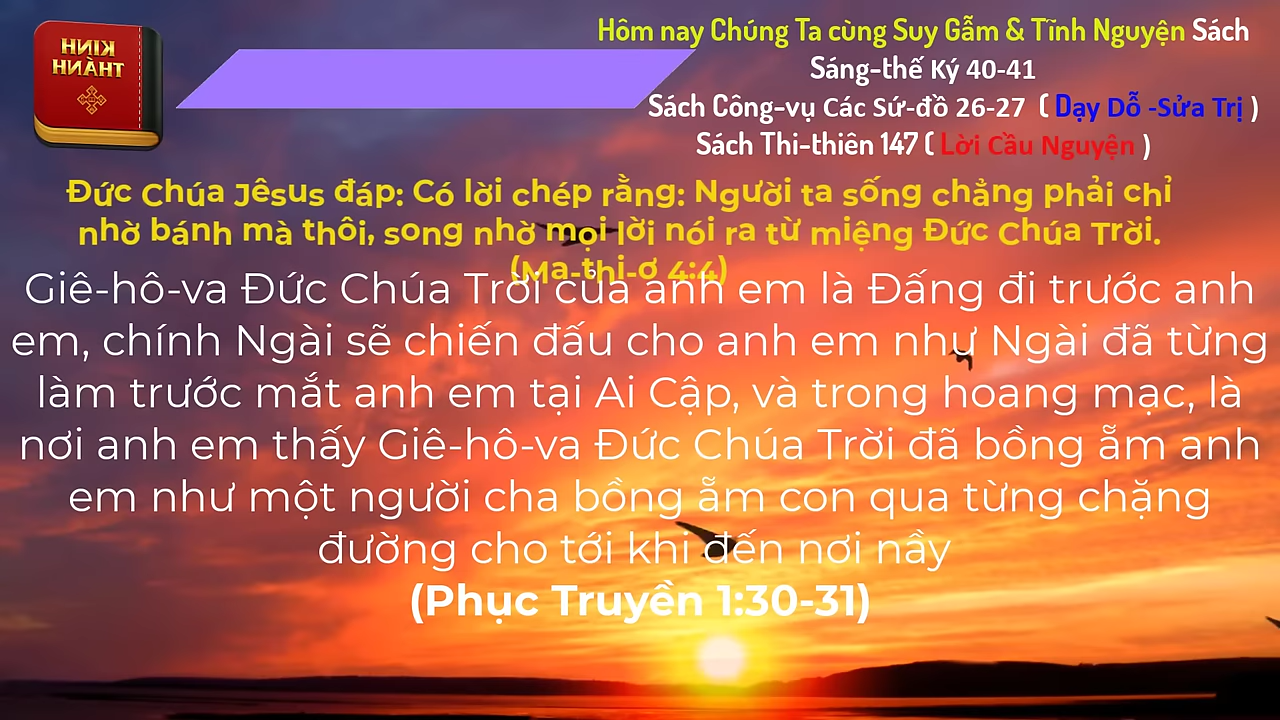 KINH
THÀNH
Hôm nay Chúng Ta cùng Suy Gẫm & Tĩnh Nguyện Sách
Sáng-thế Ký 40-41
Sách Công-vụ Các Sứ-đồ 26-27 ( Dạy Dỗ -Sửa Trị )
Sách Thi-thiên 147 ( Lời Cầu Nguyện )
Đức Chúa Jêsus đáp: Có lời chép rằng: Người ta sống chẳng phải chỉ
nhờ bánh mà thôi, song nhờ mọi lời nói ra từ miệng Đức Chúa Trời.
(Ma-thi-ơ 4:4)
Giê-hô-va Đức Chúa Trời của anh em là Đấng đi trước anh
em, chính Ngài sẽ chiến đấu cho anh em như Ngài đã từng
làm trước mắt anh em tại Ai Cập, và trong hoang mạc, là
nơi anh em thấy Giê-hô-va Đức Chúa Trời đã bồng ẵm anh
em như một người cha bồng ẵm con qua từng chặng
đường cho tới khi đến nơi nầy
(Phục Truyền 1:30-31)